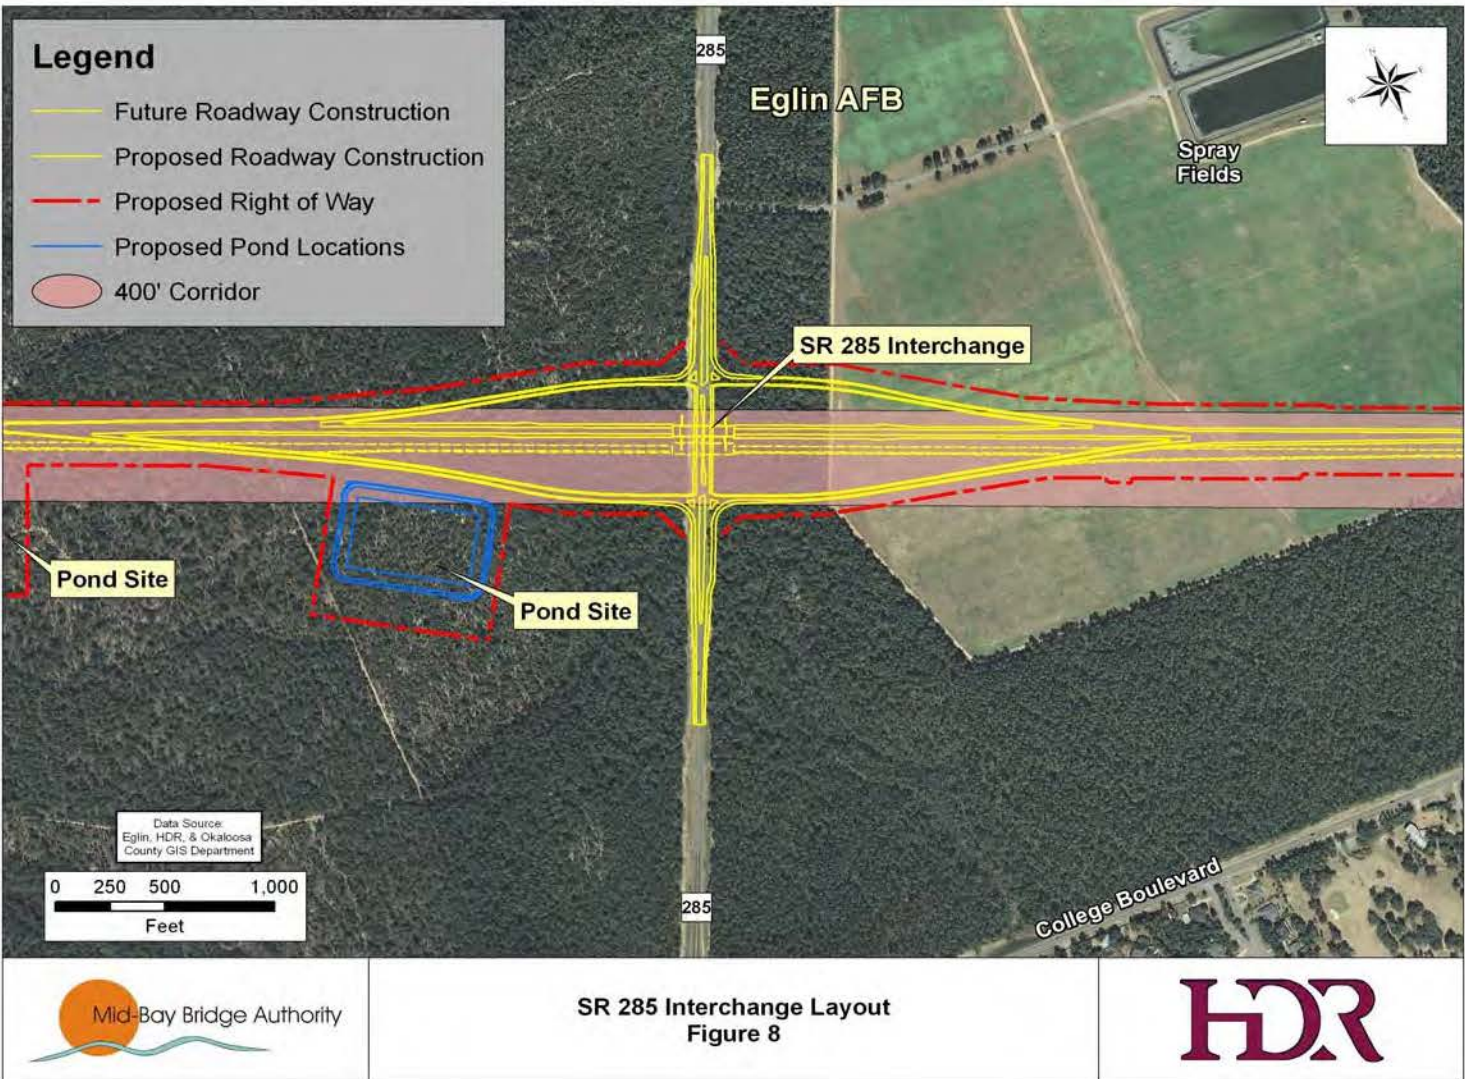 Legend
Future Roadway Construction
Proposed Roadway Construction
Proposed Right of Way
Proposed Pond Locations
400' Corridor
285
Eglin AFB
Spray
Fields
SR 285 Interchange
Pond Site
Pond Site
Data Source:
Eglin, HDR, & Okaloosa
County GIS Department
0 250 500 1,000
Feet
285
College Boulevard
Mid-Bay Bridge Authority
SR 285 Interchange Layout
Figure 8
HDR